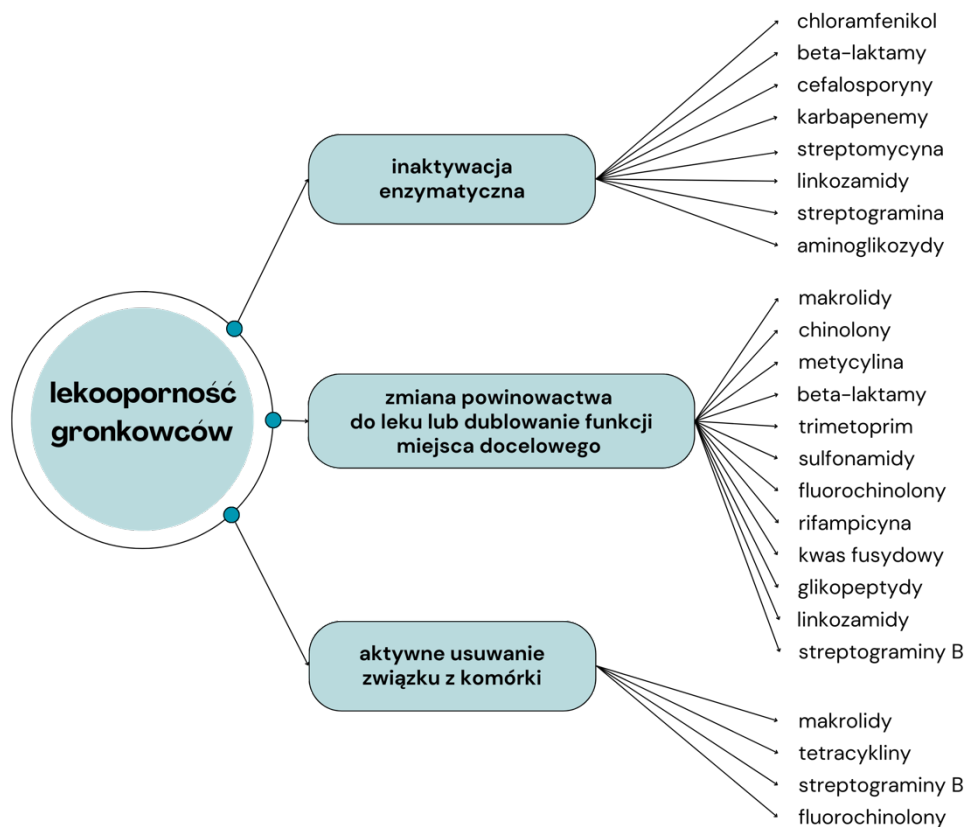 lekooporność
gronkowców
inaktywacja
enzymatyczna
chloramfenikol
beta-laktamy
cefalosporyny
karbapenemy
streptomycyna
linkozamidy
streptogramina
aminoglikozydy
zmiana powinowactwa
do leku lub dublowanie funkcji
miejsca docelowego
makrolidy
chinolony
metycylina
beta-laktamy
trimetoprim
sulfonamidy
fluorochinolony
rifampicyna
kwas fusydowy
glikopeptydy
linkozamidy
streptograminy B
aktywne usuwanie
związku z komórki
makrolidy
tetracykliny
streptograminy B
fluorochinolony